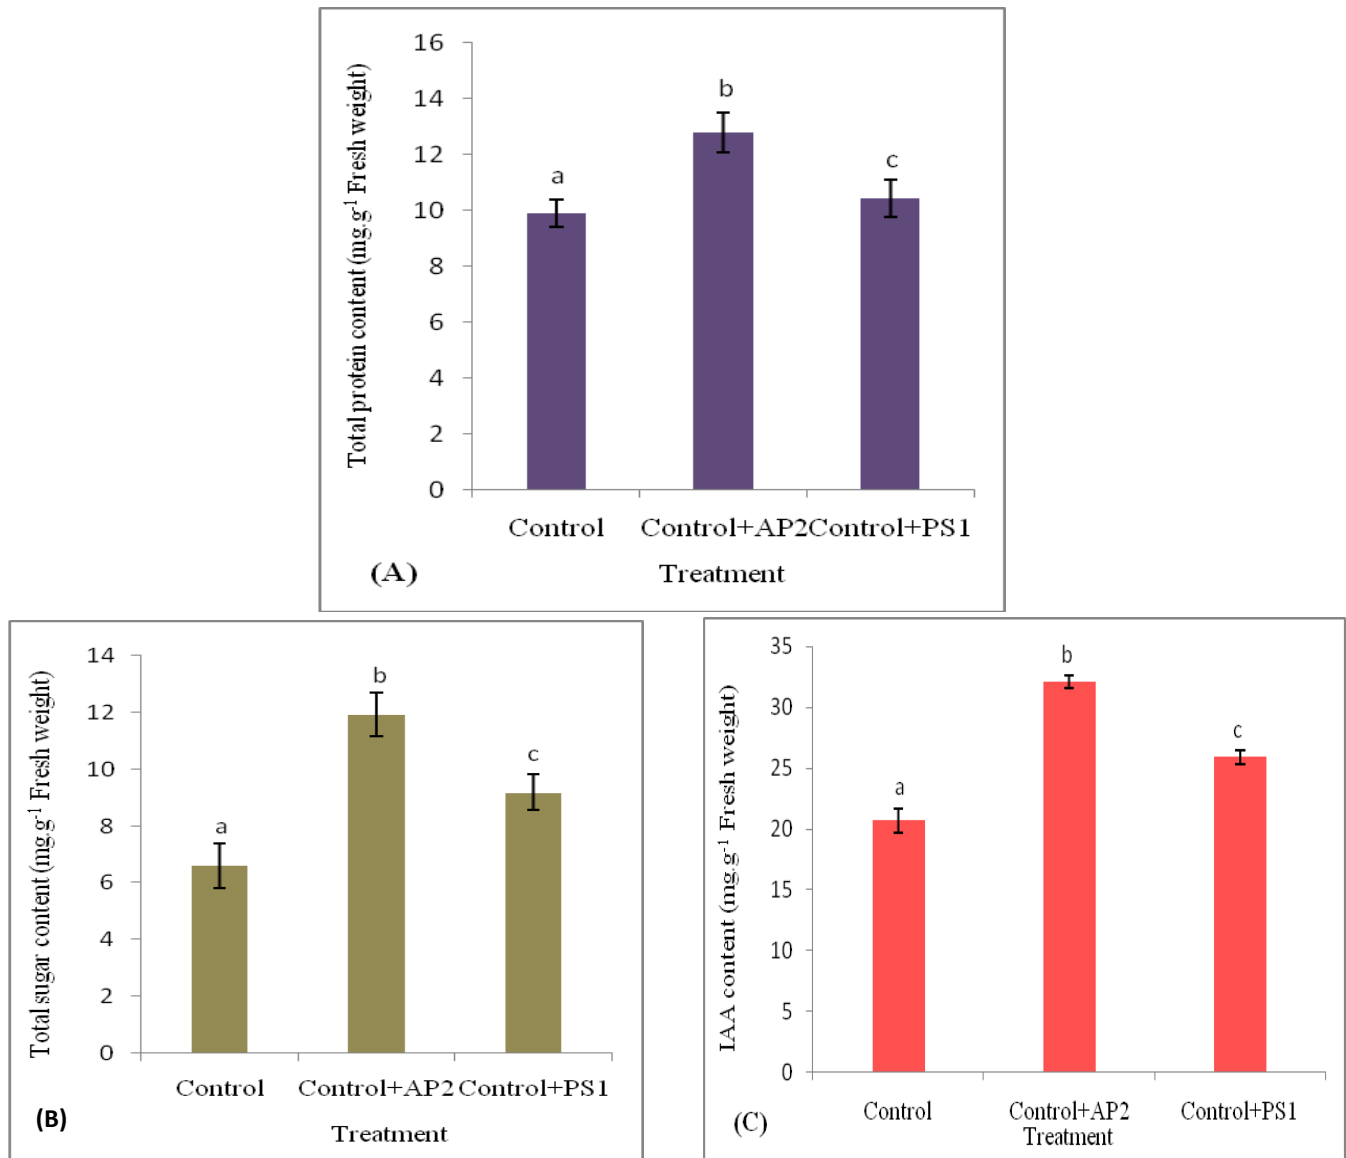 Total protein content (mg.g⁻¹ Fresh weight)
16
14
12
10
8
6
4
2
0
a
b
c
Control
Control+AP2
Control+PS1
(A)
Treatment
Total sugar content (mg.g⁻¹ Fresh weight)
14
12
10
8
6
4
2
0
a
b
c
Control
Control+AP2
Control+PS1
(B)
Treatment
IAA content (mg.g⁻¹ Fresh weight)
35
30
25
20
15
10
5
0
a
b
c
Control
Control+AP2
Control+PS1
(C)
Treatment